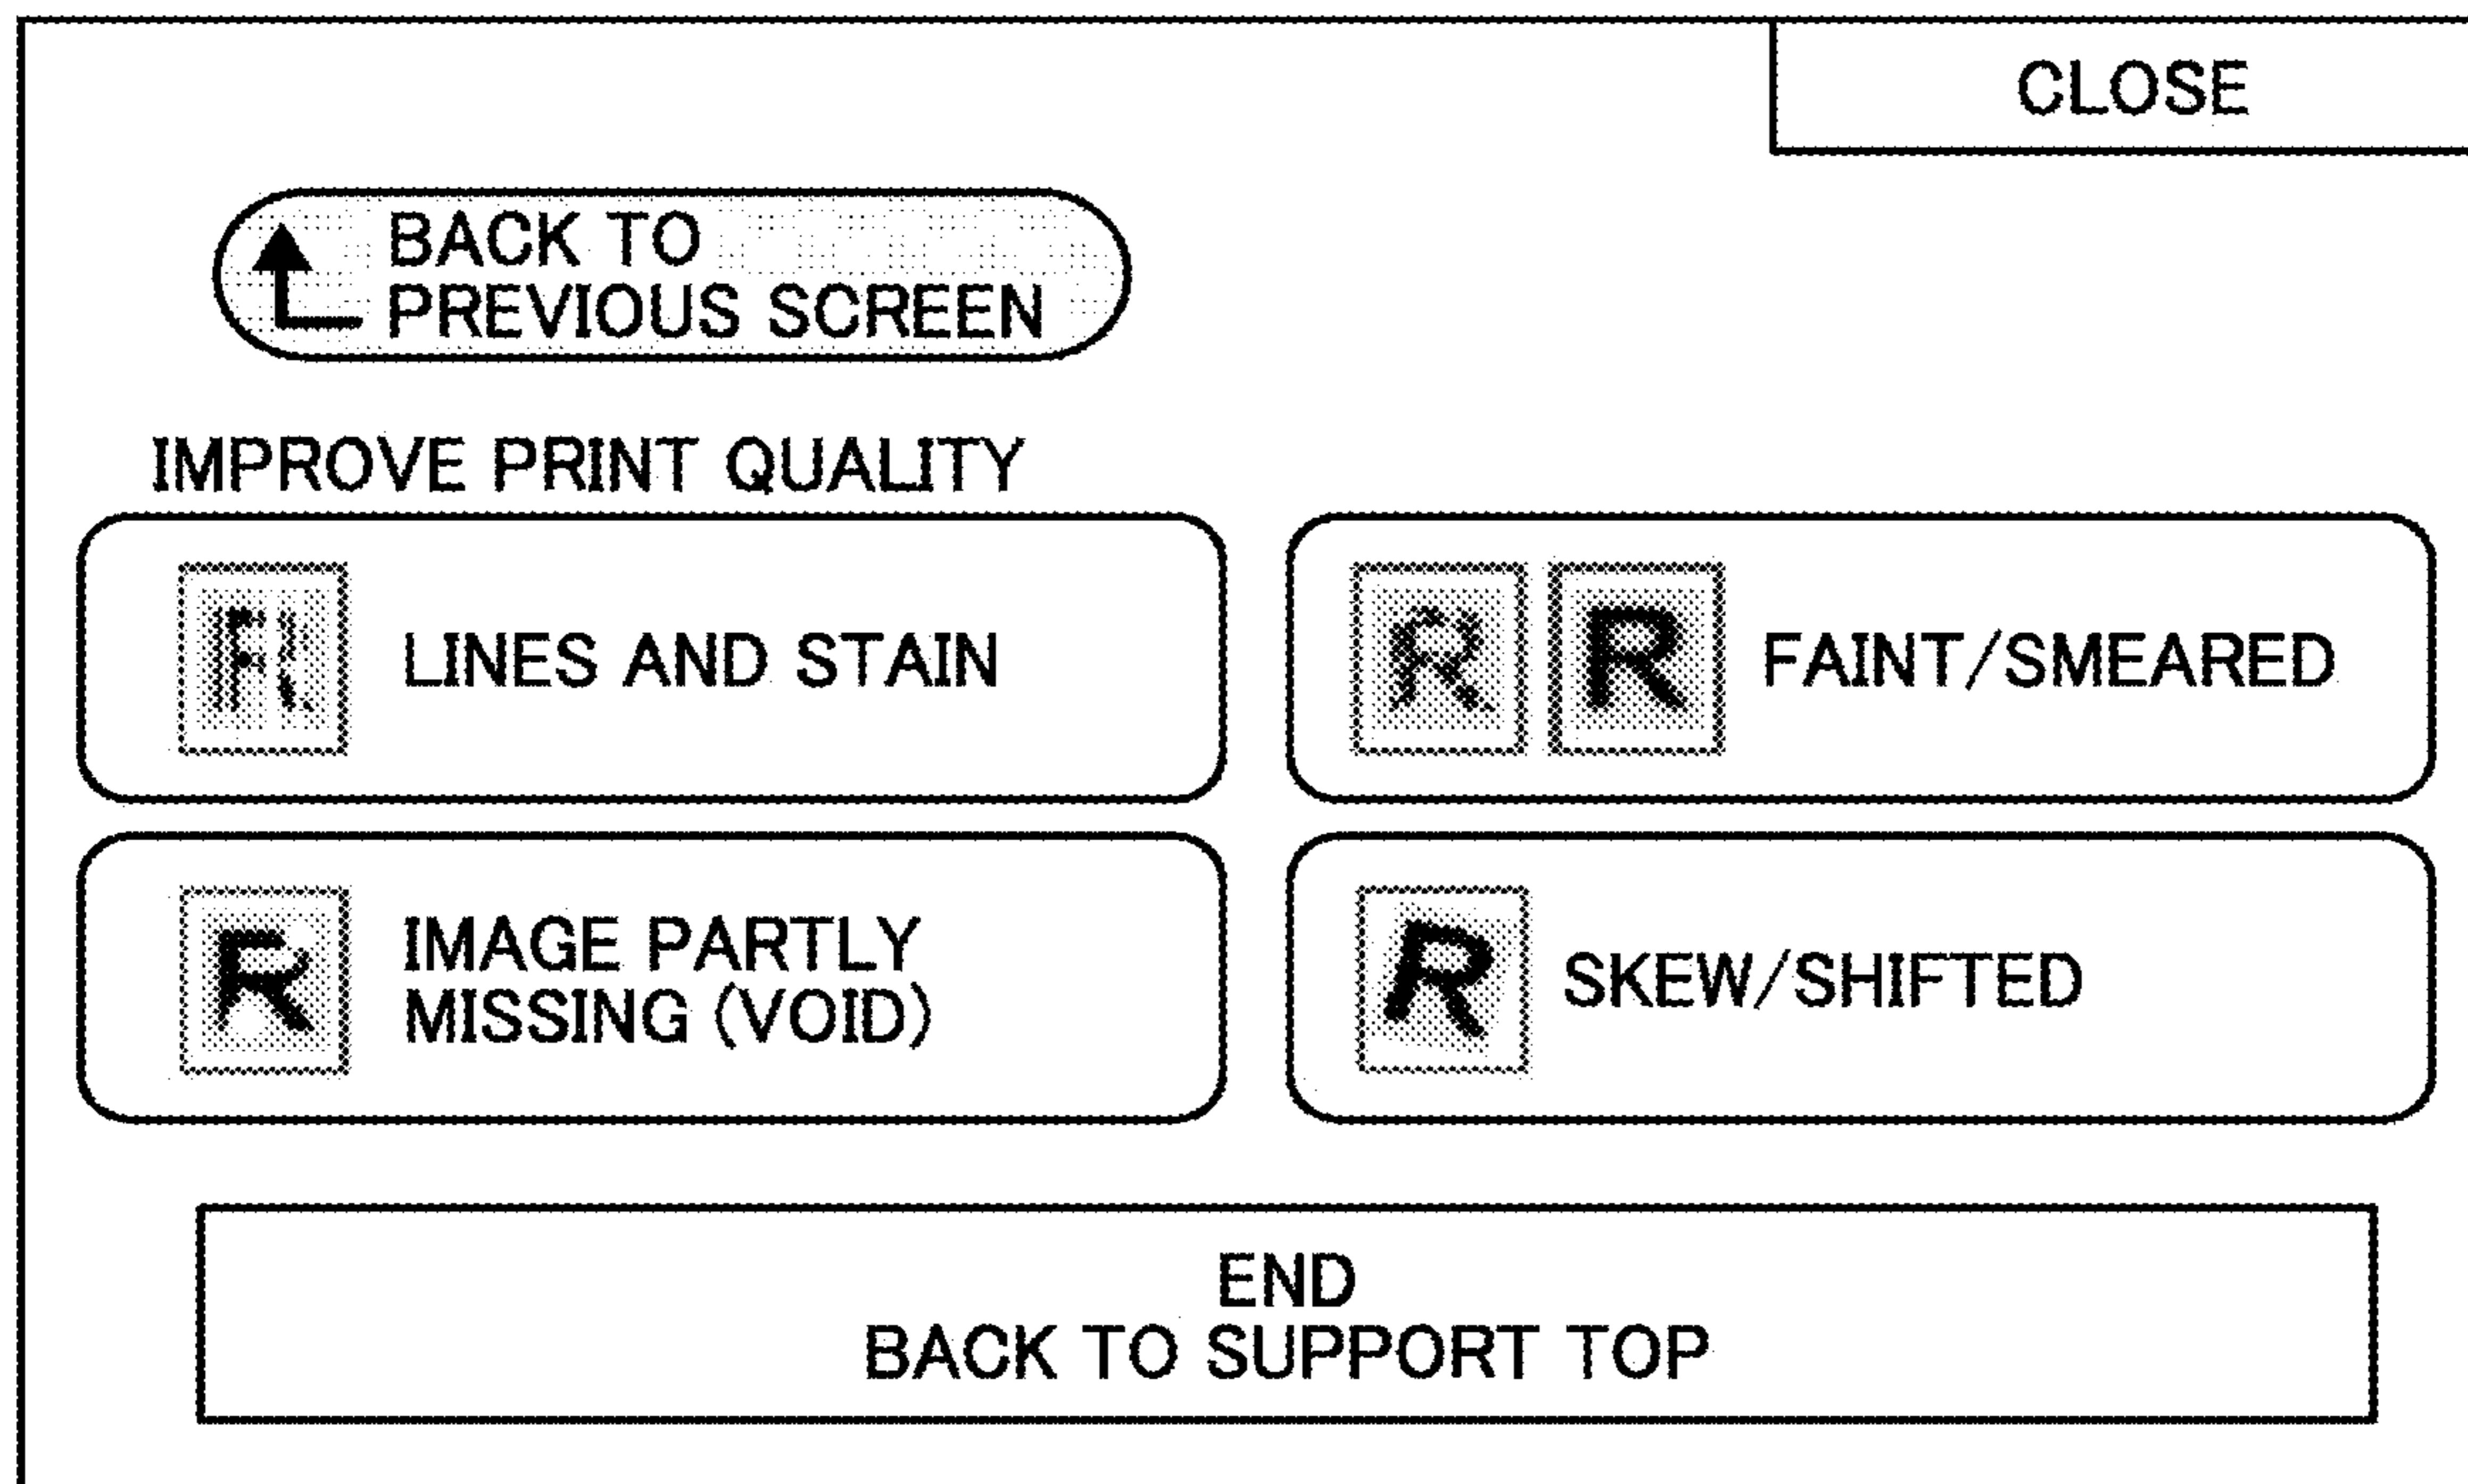 CLOSE
BACK TO
PREVIOUS SCREEN
IMPROVE PRINT QUALITY
R LINES AND STAIN
R R FAINT/SMEARED
R IMAGE PARTLY
MISSING (VOID)
R SKEW/SHIFTED
END
BACK TO SUPPORT TOP